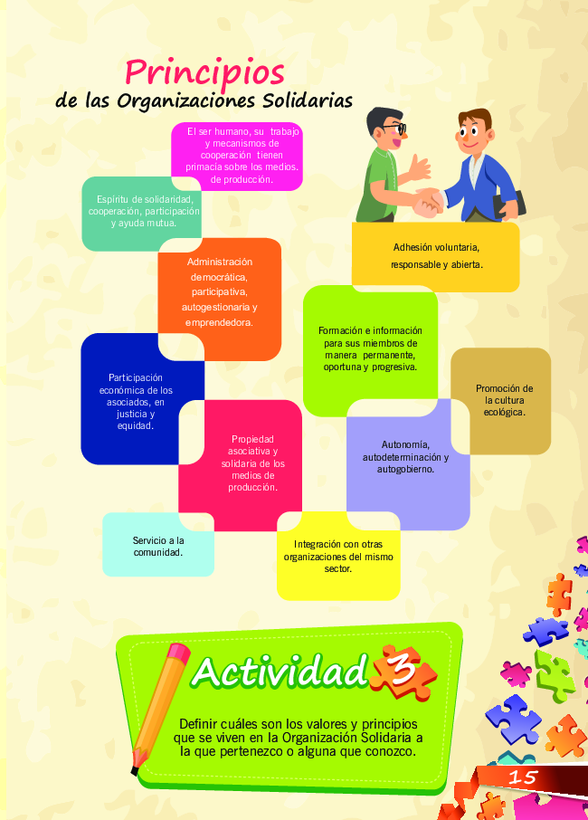 Principios
de las Organizaciones Solidarias
El ser humano, su trabajo
y mecanismos de
cooperación tienen
primacía sobre los medios.
de producción.
Espíritu de solidaridad,
cooperación, participación
y ayuda mutua.
Administración
democrática,
participativa,
autogestionaria y
emprendedora.
Participación
económica de los
asociados, en
justicia y
equidad.
Propiedad
asociativa y
solidaria de los
medios de
producción.
Servicio a la
comunidad.
Adhesión voluntaria,
responsable y abierta.
Formación e información
para sus miembros de
manera permanente,
oportuna y progresiva.
Promoción de
la cultura
ecológica.
Autonomía,
autodeterminación y
autogobierno.
Integración con otras
organizaciones del mismo
sector.
Actividad 3
Definir cuáles son los valores y principios
que se viven en la Organización Solidaria a
la que pertenezco o alguna que conozco.
15